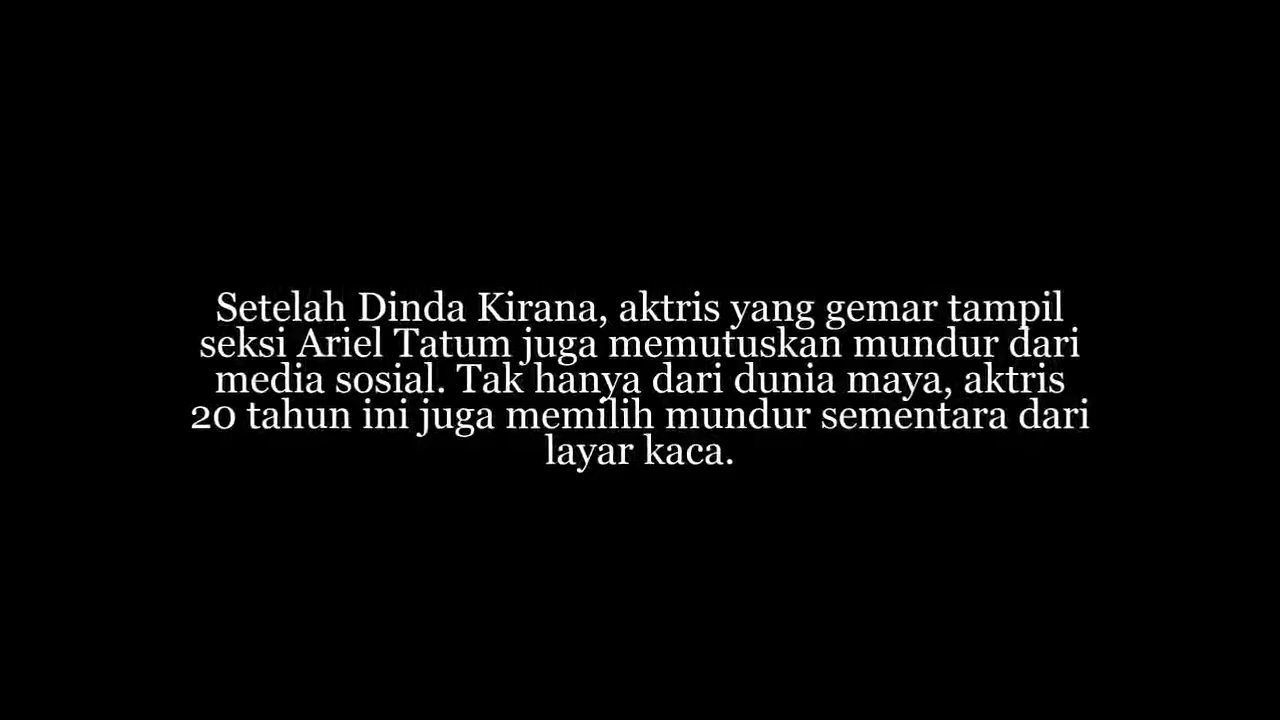 Setelah Dinda Kirana, aktris yang gemar tampil
seksi Ariel Tatum juga memutuskan mundur dari
media sosial. Tak hanya dari dunia maya, aktris
20 tahun ini juga memilih mundur sementara dari
layar kaca.